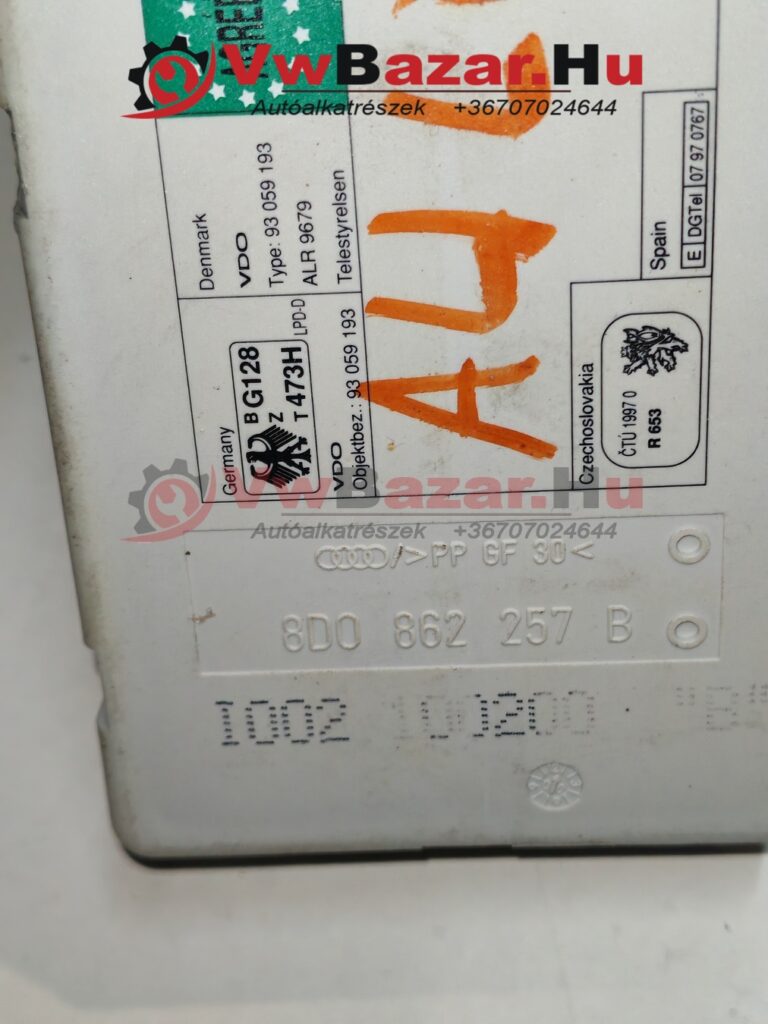 AGREE
VwBazar.Hu
Autóalkatrészek +36707024644
Denmark
VDO
Type: 93 059 193
ALR 9679
Telestyrelsen
Spain
E DGTel 07 97 0767
A4
Germany
B G128
Z
T 473H
LPD-D
VDO
Objektbez.: 93 059 193
Czechoslovakia
ČTÚ 1997 0
R 653
VwBazar.Hu
Autóalkatrészek +36707024644
/>PP GF 30<
8D0 862 257 B
1002